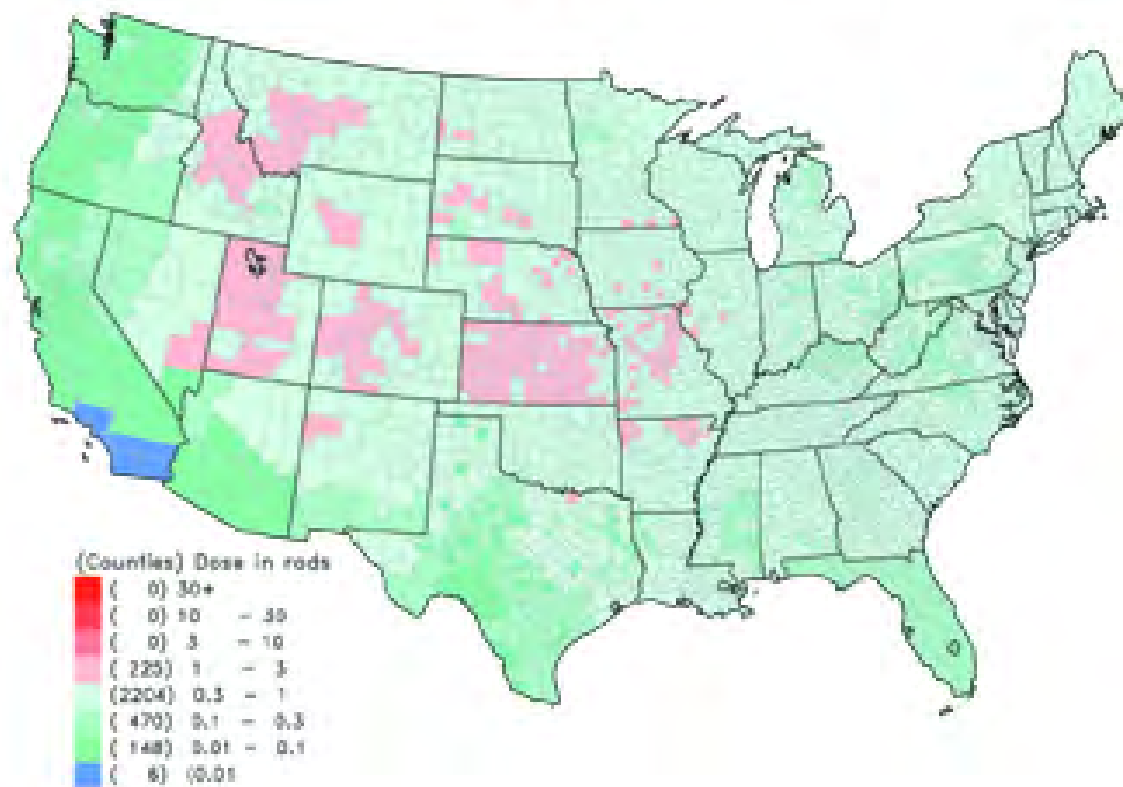 (Counties) Dose in rads
( 0) 30+
( 0) 10 - 30
( 0) 3 - 10
( 225) 1 - 3
(2204) 0.3 - 1
( 470) 0.1 - 0.3
( 148) 0.01 - 0.1
( 6) <0.01